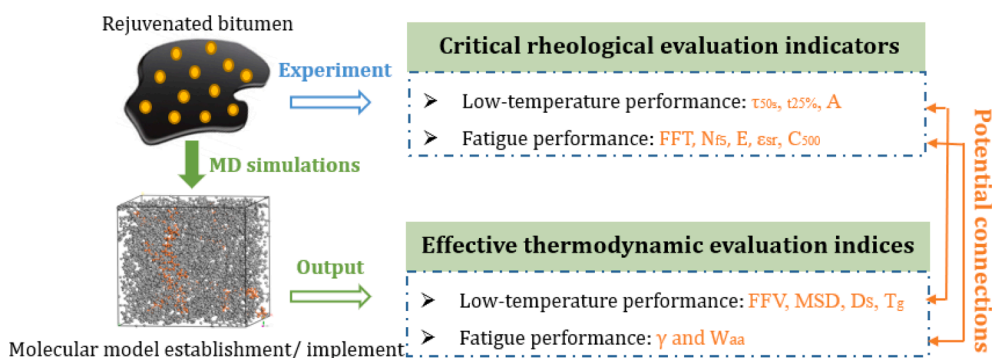 Rejuvenated bitumen
Experiment
MD simulations
Critical rheological evaluation indicators
➢ Low-temperature performance: τ50s, t25%, A
➢ Fatigue performance: FFT, Nf5, E, εsr, C500
Output
Molecular model establishment/ implement
Effective thermodynamic evaluation indices
➢ Low-temperature performance: FFV, MSD, Ds, Tg
➢ Fatigue performance: γ and Waa
Potential connections